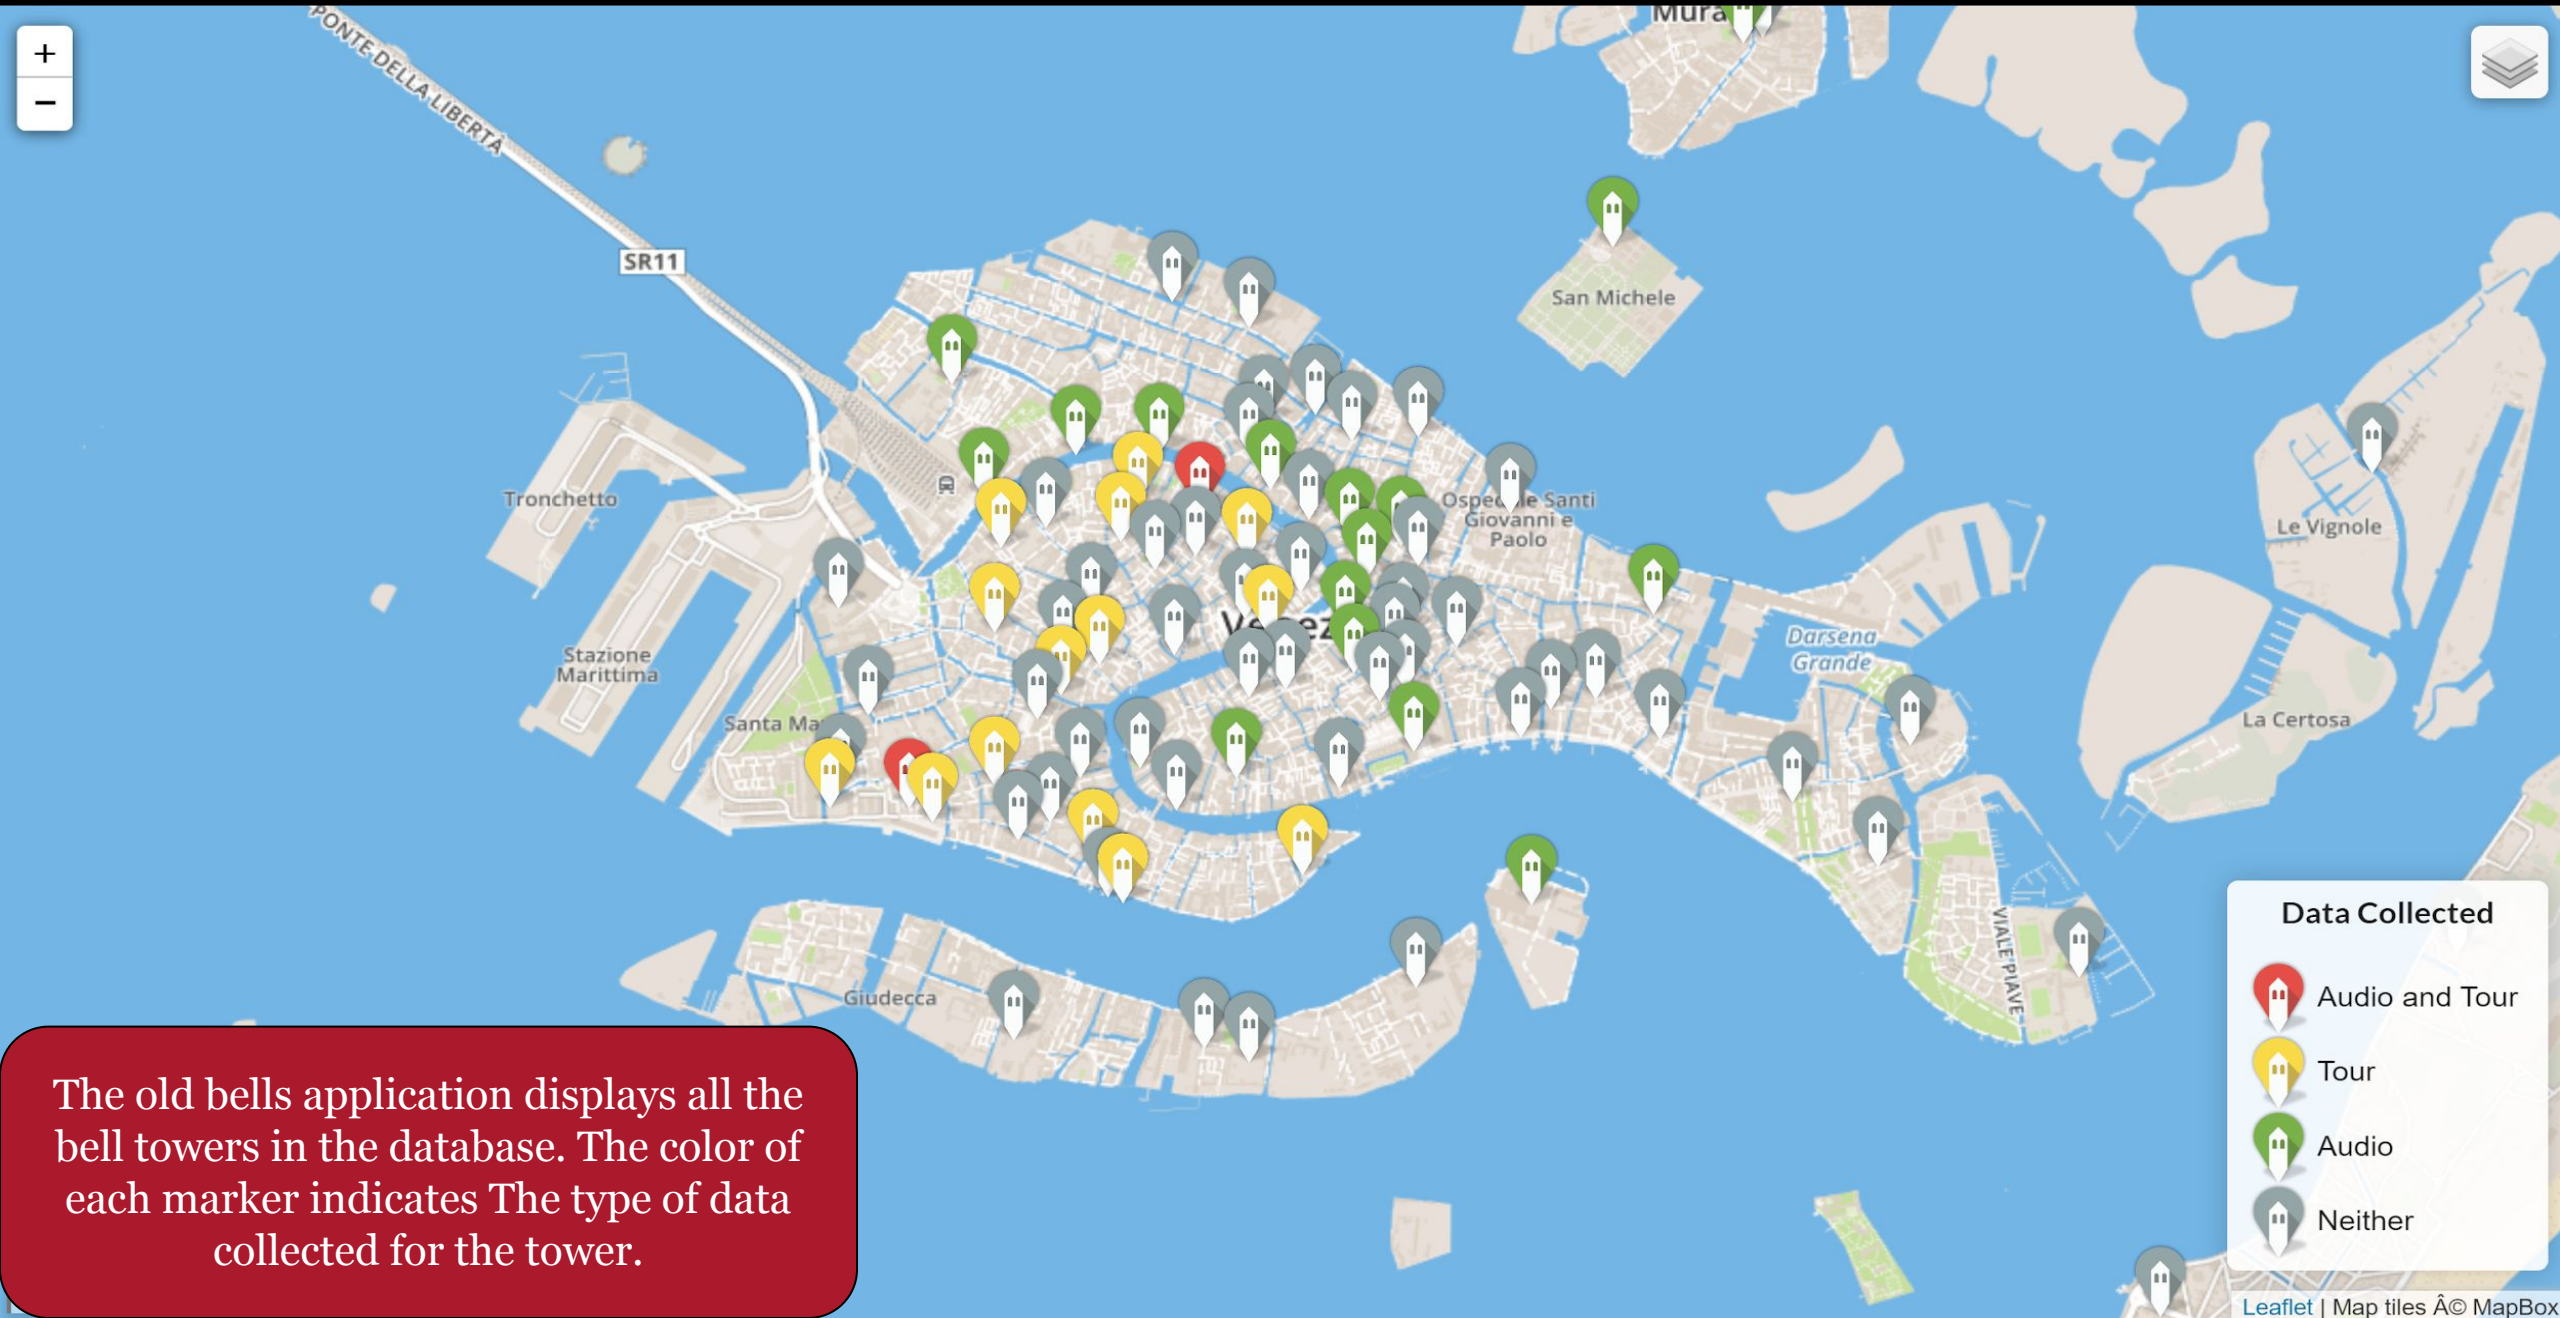 PONTE DELLA LIBERTÀ
+
−
SR11
San Michele
Tronchetto
Ospedale Santi
Giovanni e
Paolo
Le Vignole
Darsena
Grande
Stazione
Marittima
La Certosa
Santa Ma
Giudecca
VIALE PIAVE
Data Collected
Audio and Tour
Tour
Audio
Neither
The old bells application displays all the
bell towers in the database. The color of
each marker indicates The type of data
collected for the tower.
Leaflet | Map tiles Â© MapBox